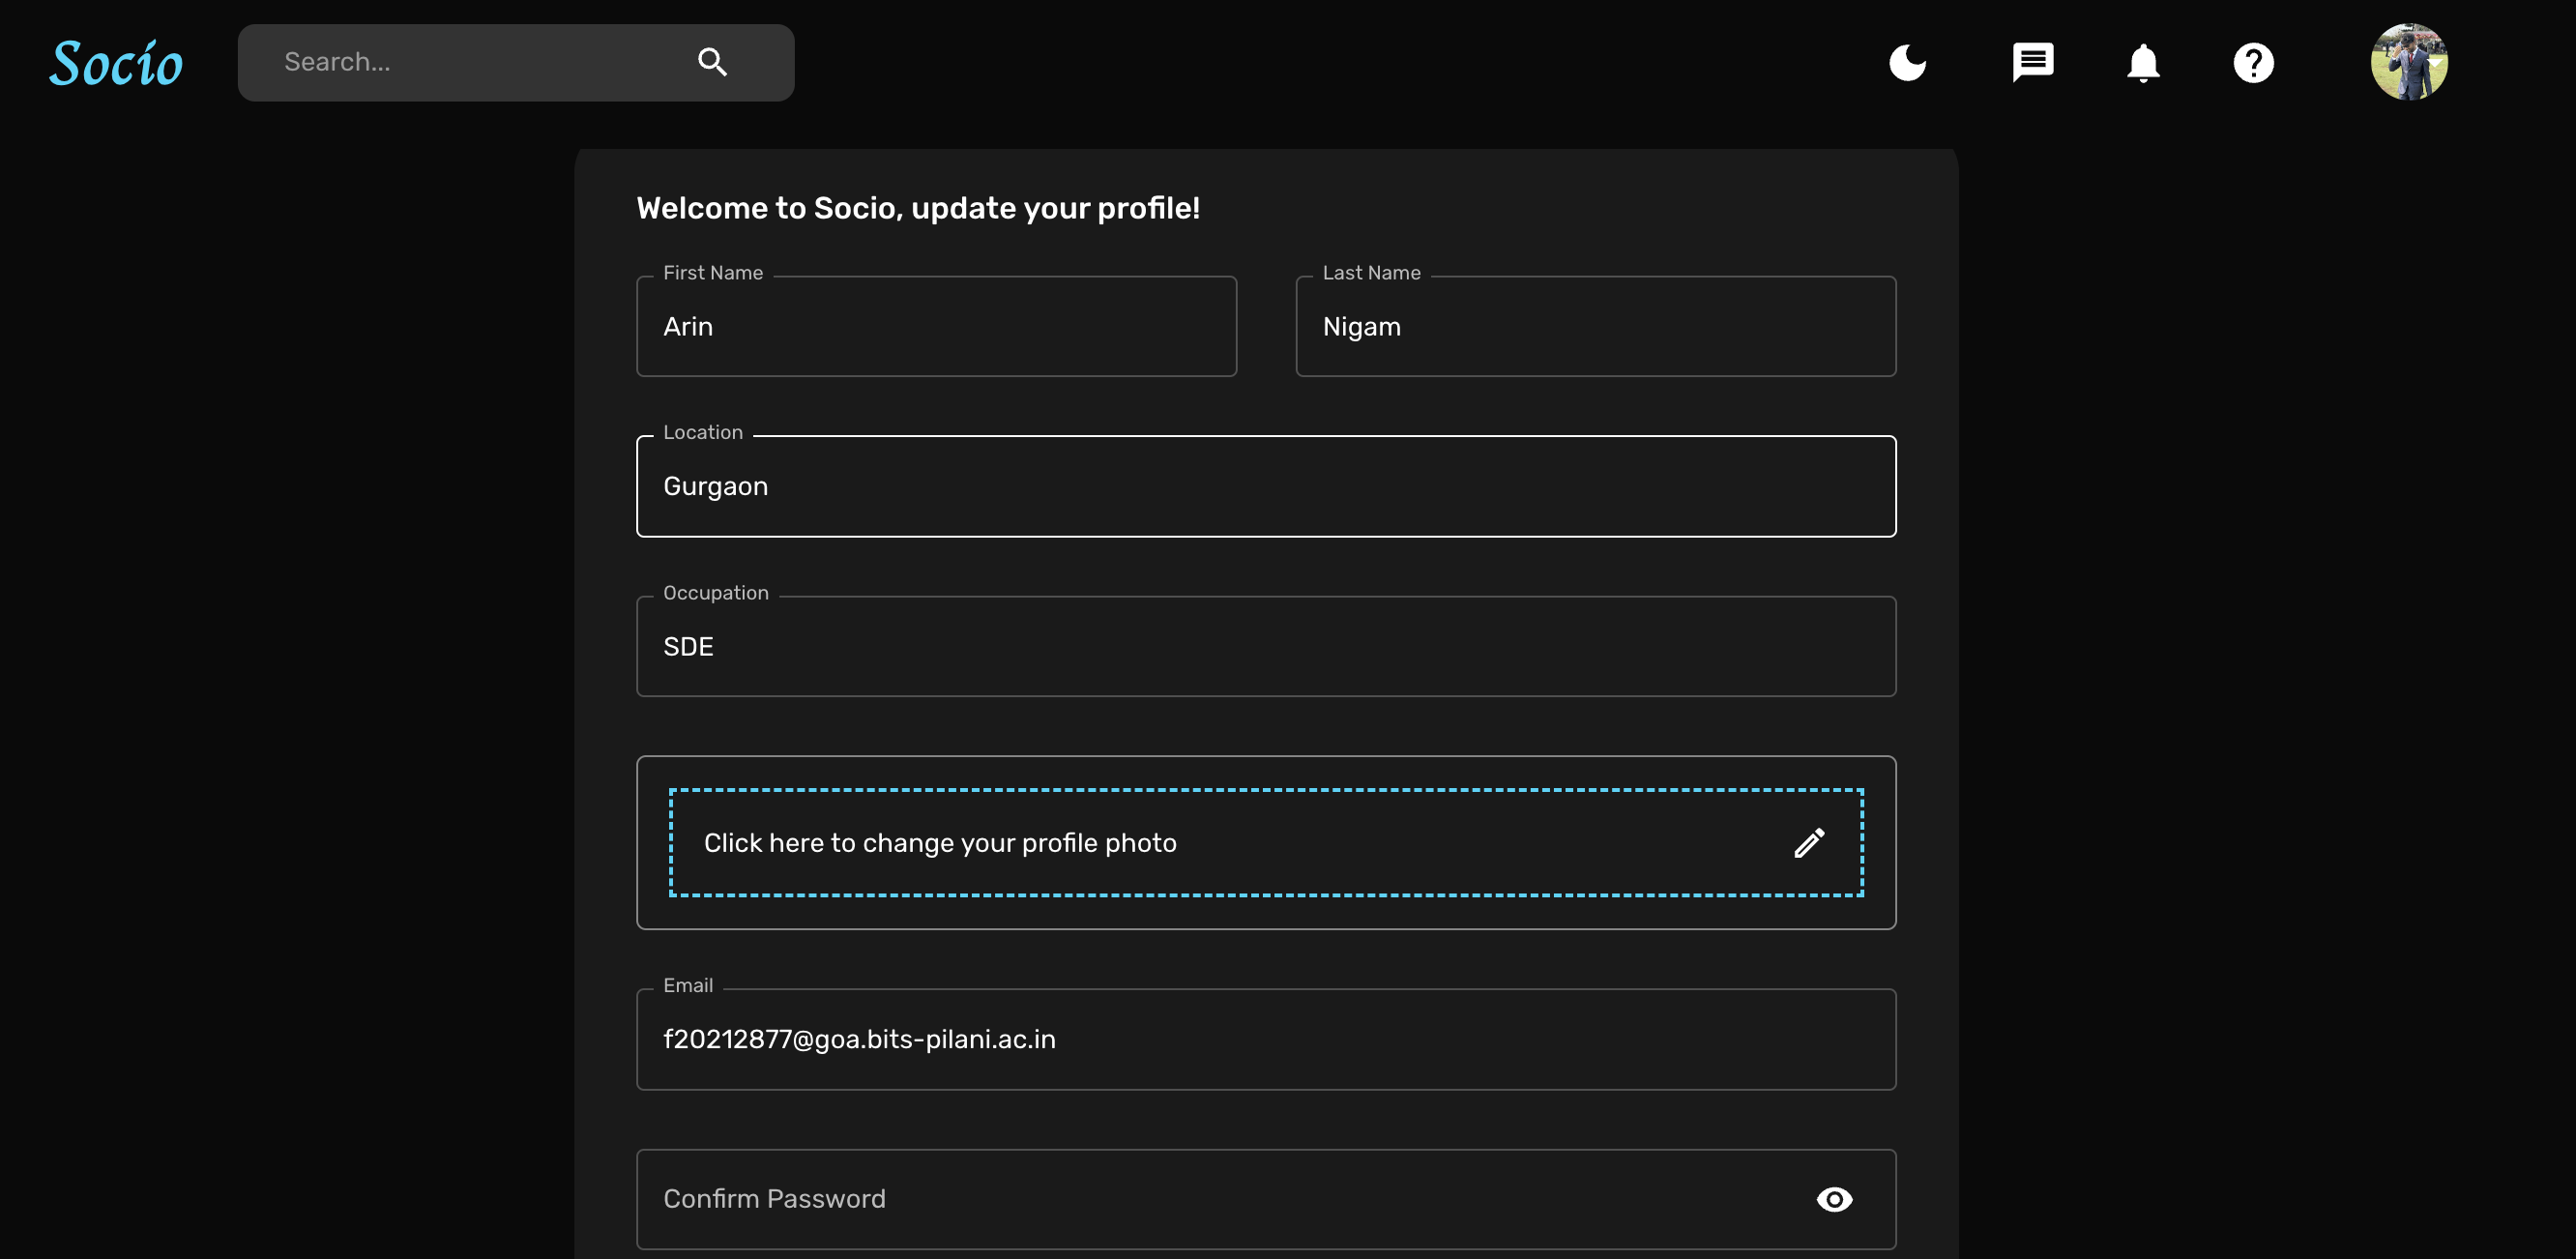 Socío
Search...
Welcome to Socio, update your profile!
First Name
Arin
Last Name
Nigam
Location
Gurgaon
Occupation
SDE
Click here to change your profile photo
Email
f20212877@goa.bits-pilani.ac.in
Confirm Password